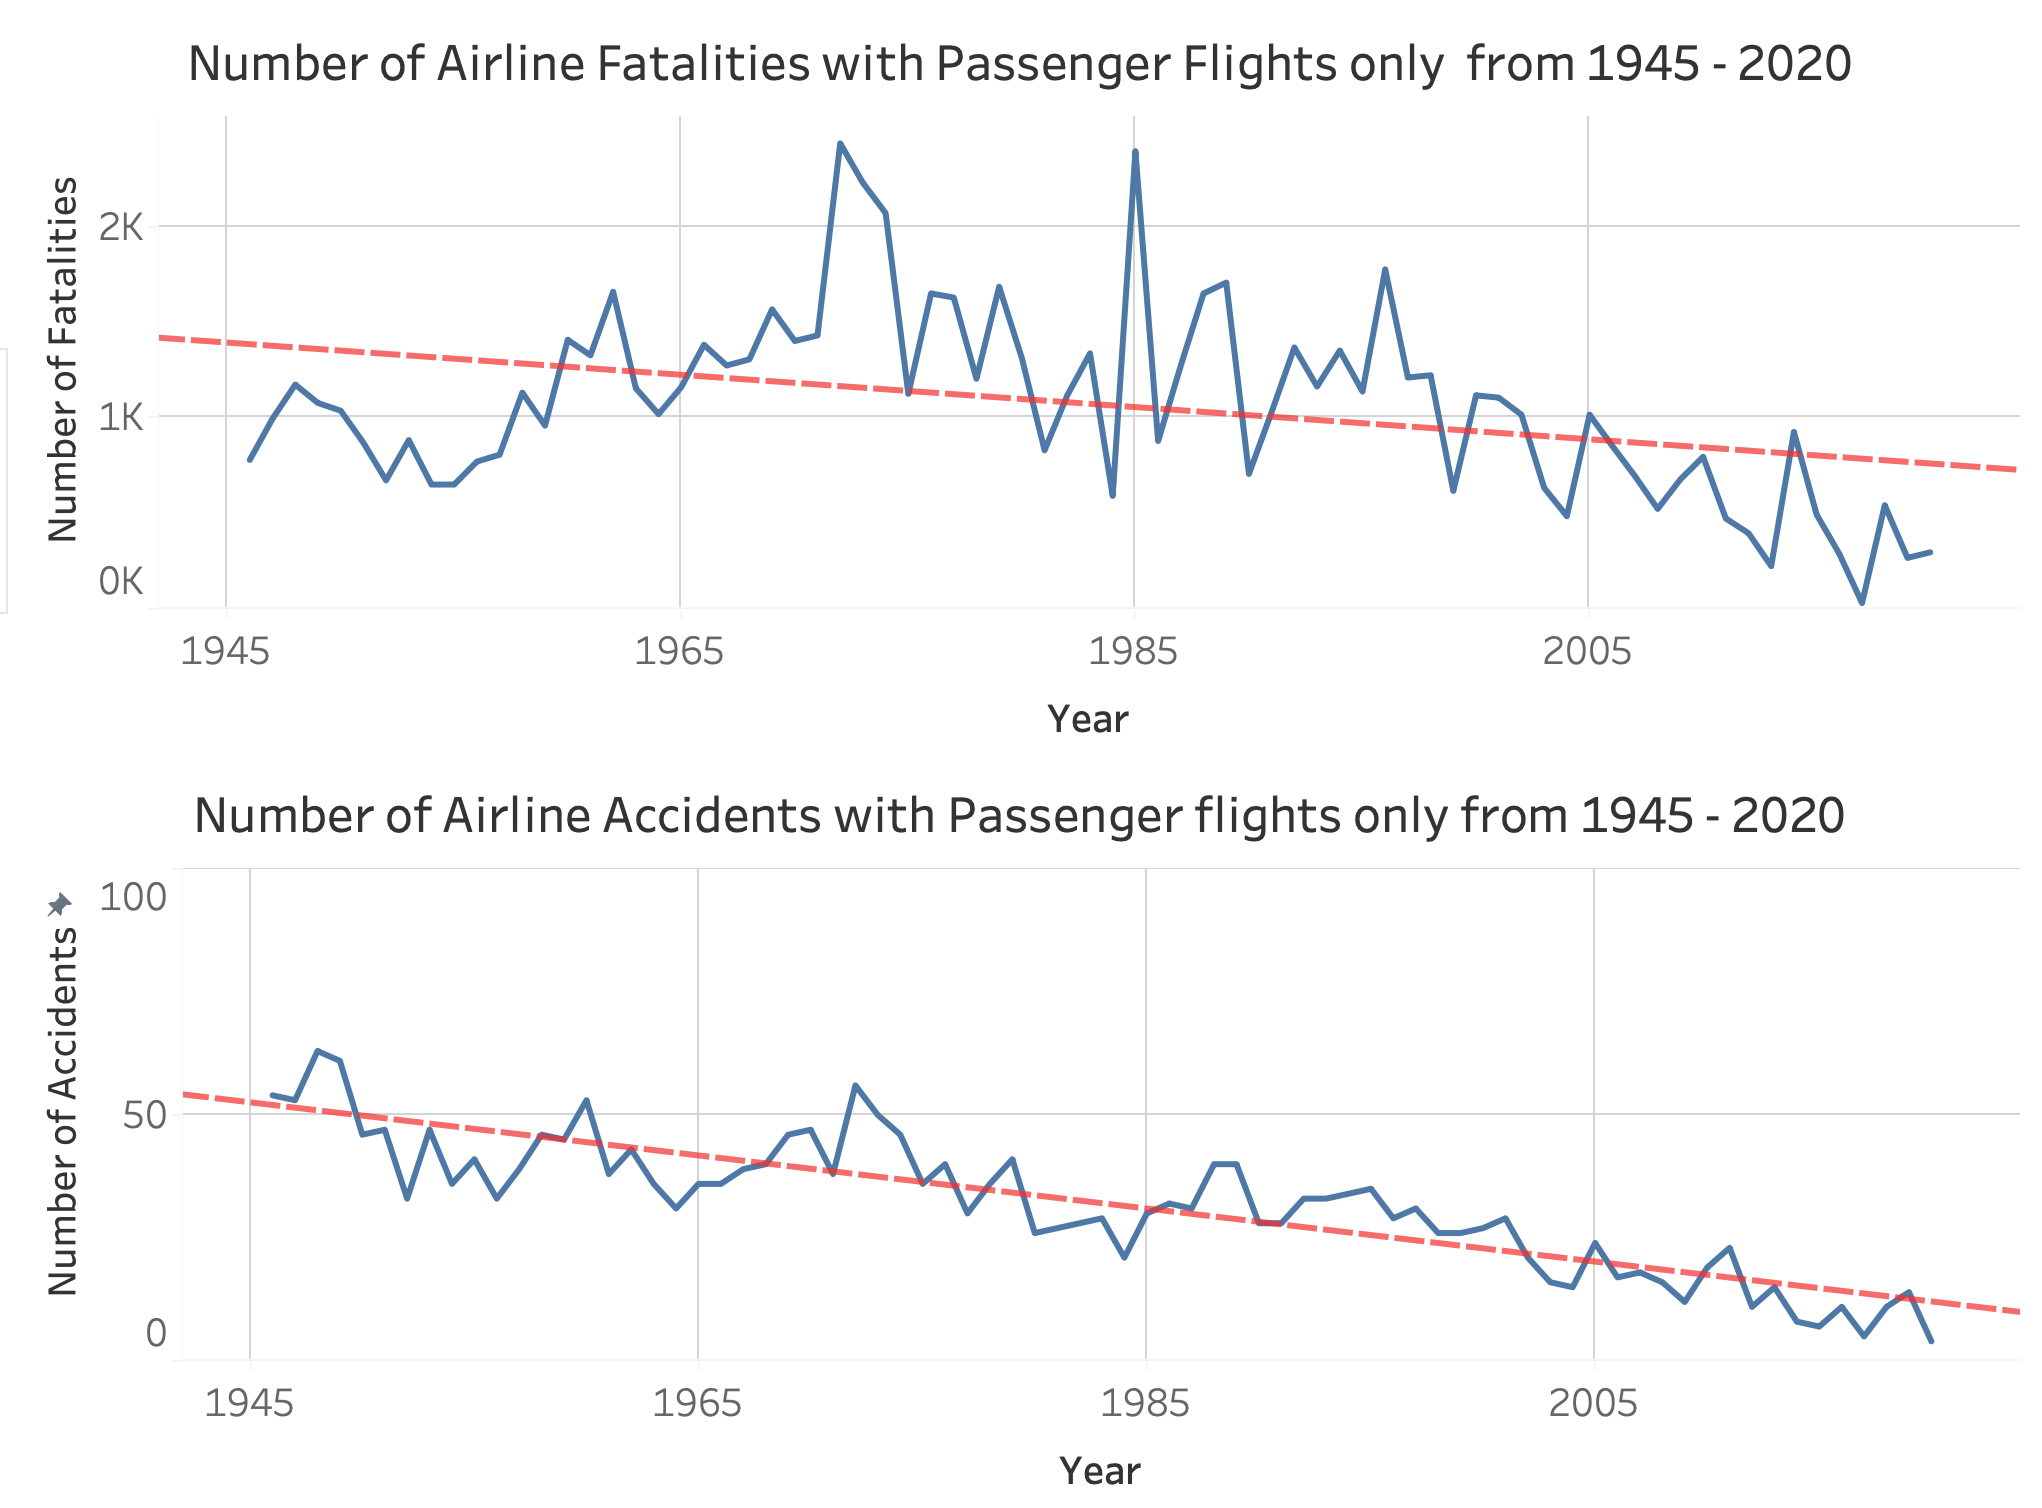 Number of Airline Fatalities with Passenger Flights only  from 1945 - 2020
Number of Fatalities
2K
1K
0K
1945
1965
1985
2005
Year
Number of Airline Accidents with Passenger flights only from 1945 - 2020
Number of Accidents
100
50
0
1945
1965
1985
2005
Year